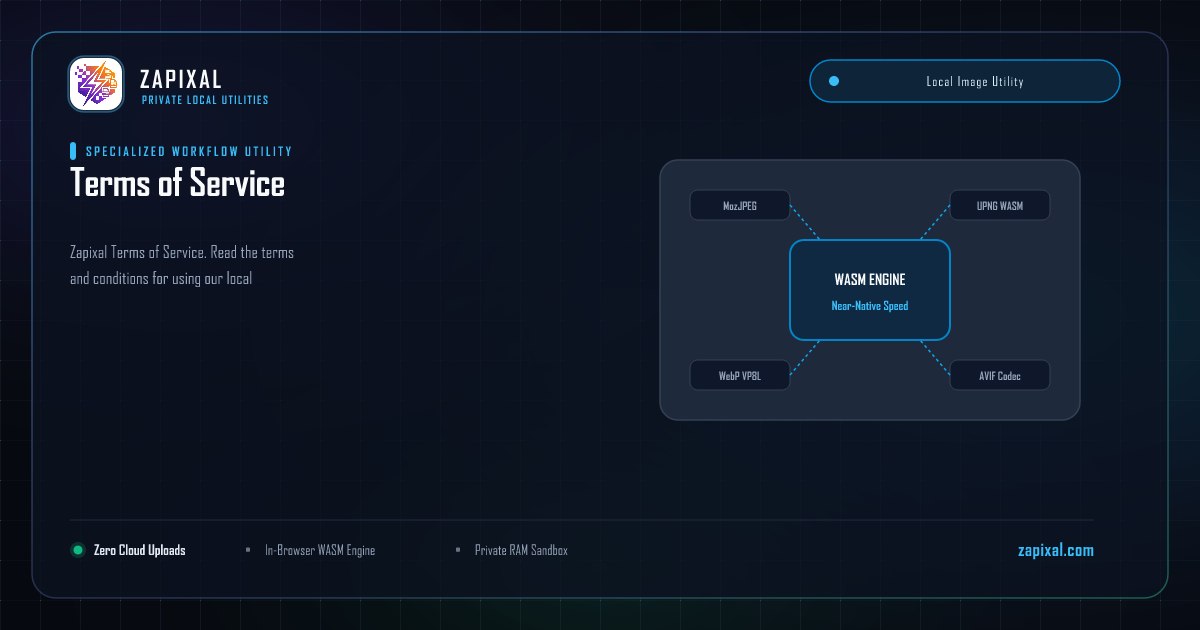 ZAPIXAL
PRIVATE LOCAL UTILITIES
Local Image Utility
SPECIALIZED WORKFLOW UTILITY
Terms of Service
Zapixal Terms of Service. Read the terms
and conditions for using our local
MozJPEG
UPNG WASM
WASM ENGINE
Near-Native Speed
WebP VP8L
AVIF Codec
Zero Cloud Uploads
In-Browser WASM Engine
Private RAM Sandbox
zapixal.com